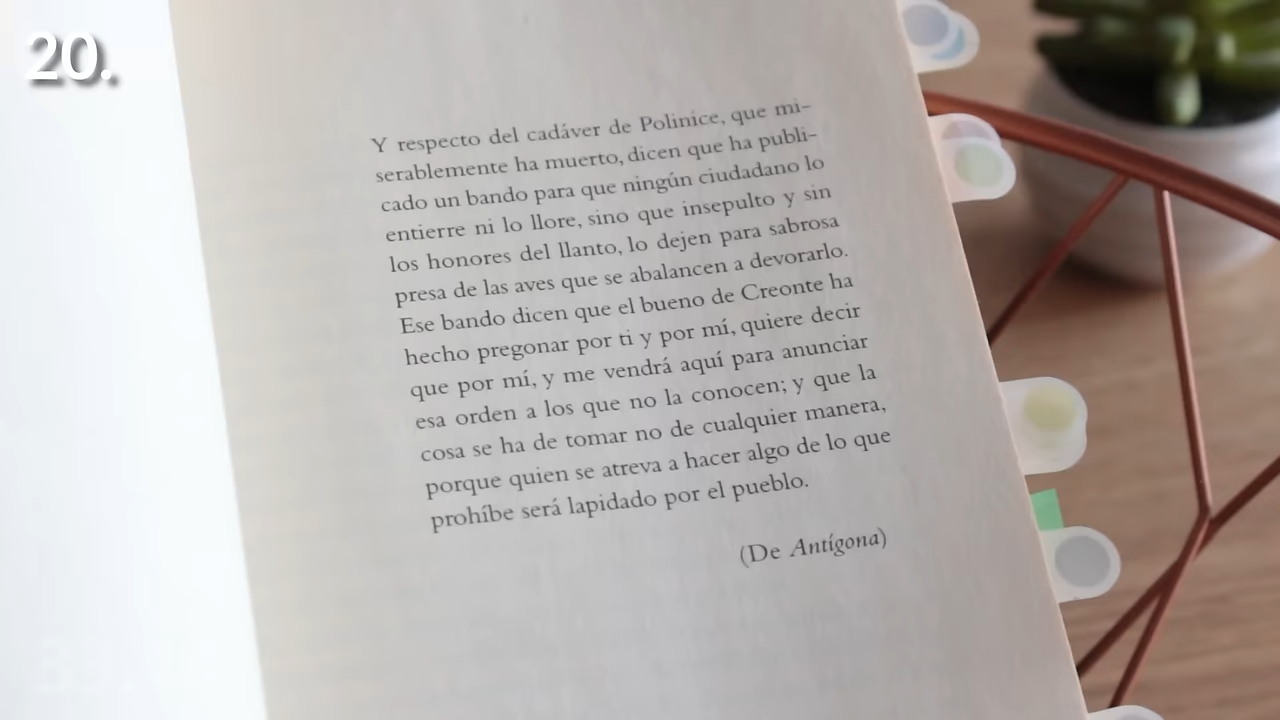 20.
Y respecto del cadáver de Polinice, que mi-
serablemente ha muerto, dicen que ha publi-
cado un bando para que ningún ciudadano lo
entierre ni lo llore, sino que insepulto y sin
los honores del llanto, lo dejen para sabrosa
presa de las aves que se abalancen a devorarlo.
Ese bando dicen que el bueno de Creonte ha
hecho pregonar por ti y por mí, quiere decir
que por mí, y me vendrá aquí para anunciar
esa orden a los que no la conocen; y que la
cosa se ha de tomar no de cualquier manera,
porque quien se atreva a hacer algo de lo que
prohíbe será lapidado por el pueblo.
(De Antígona)